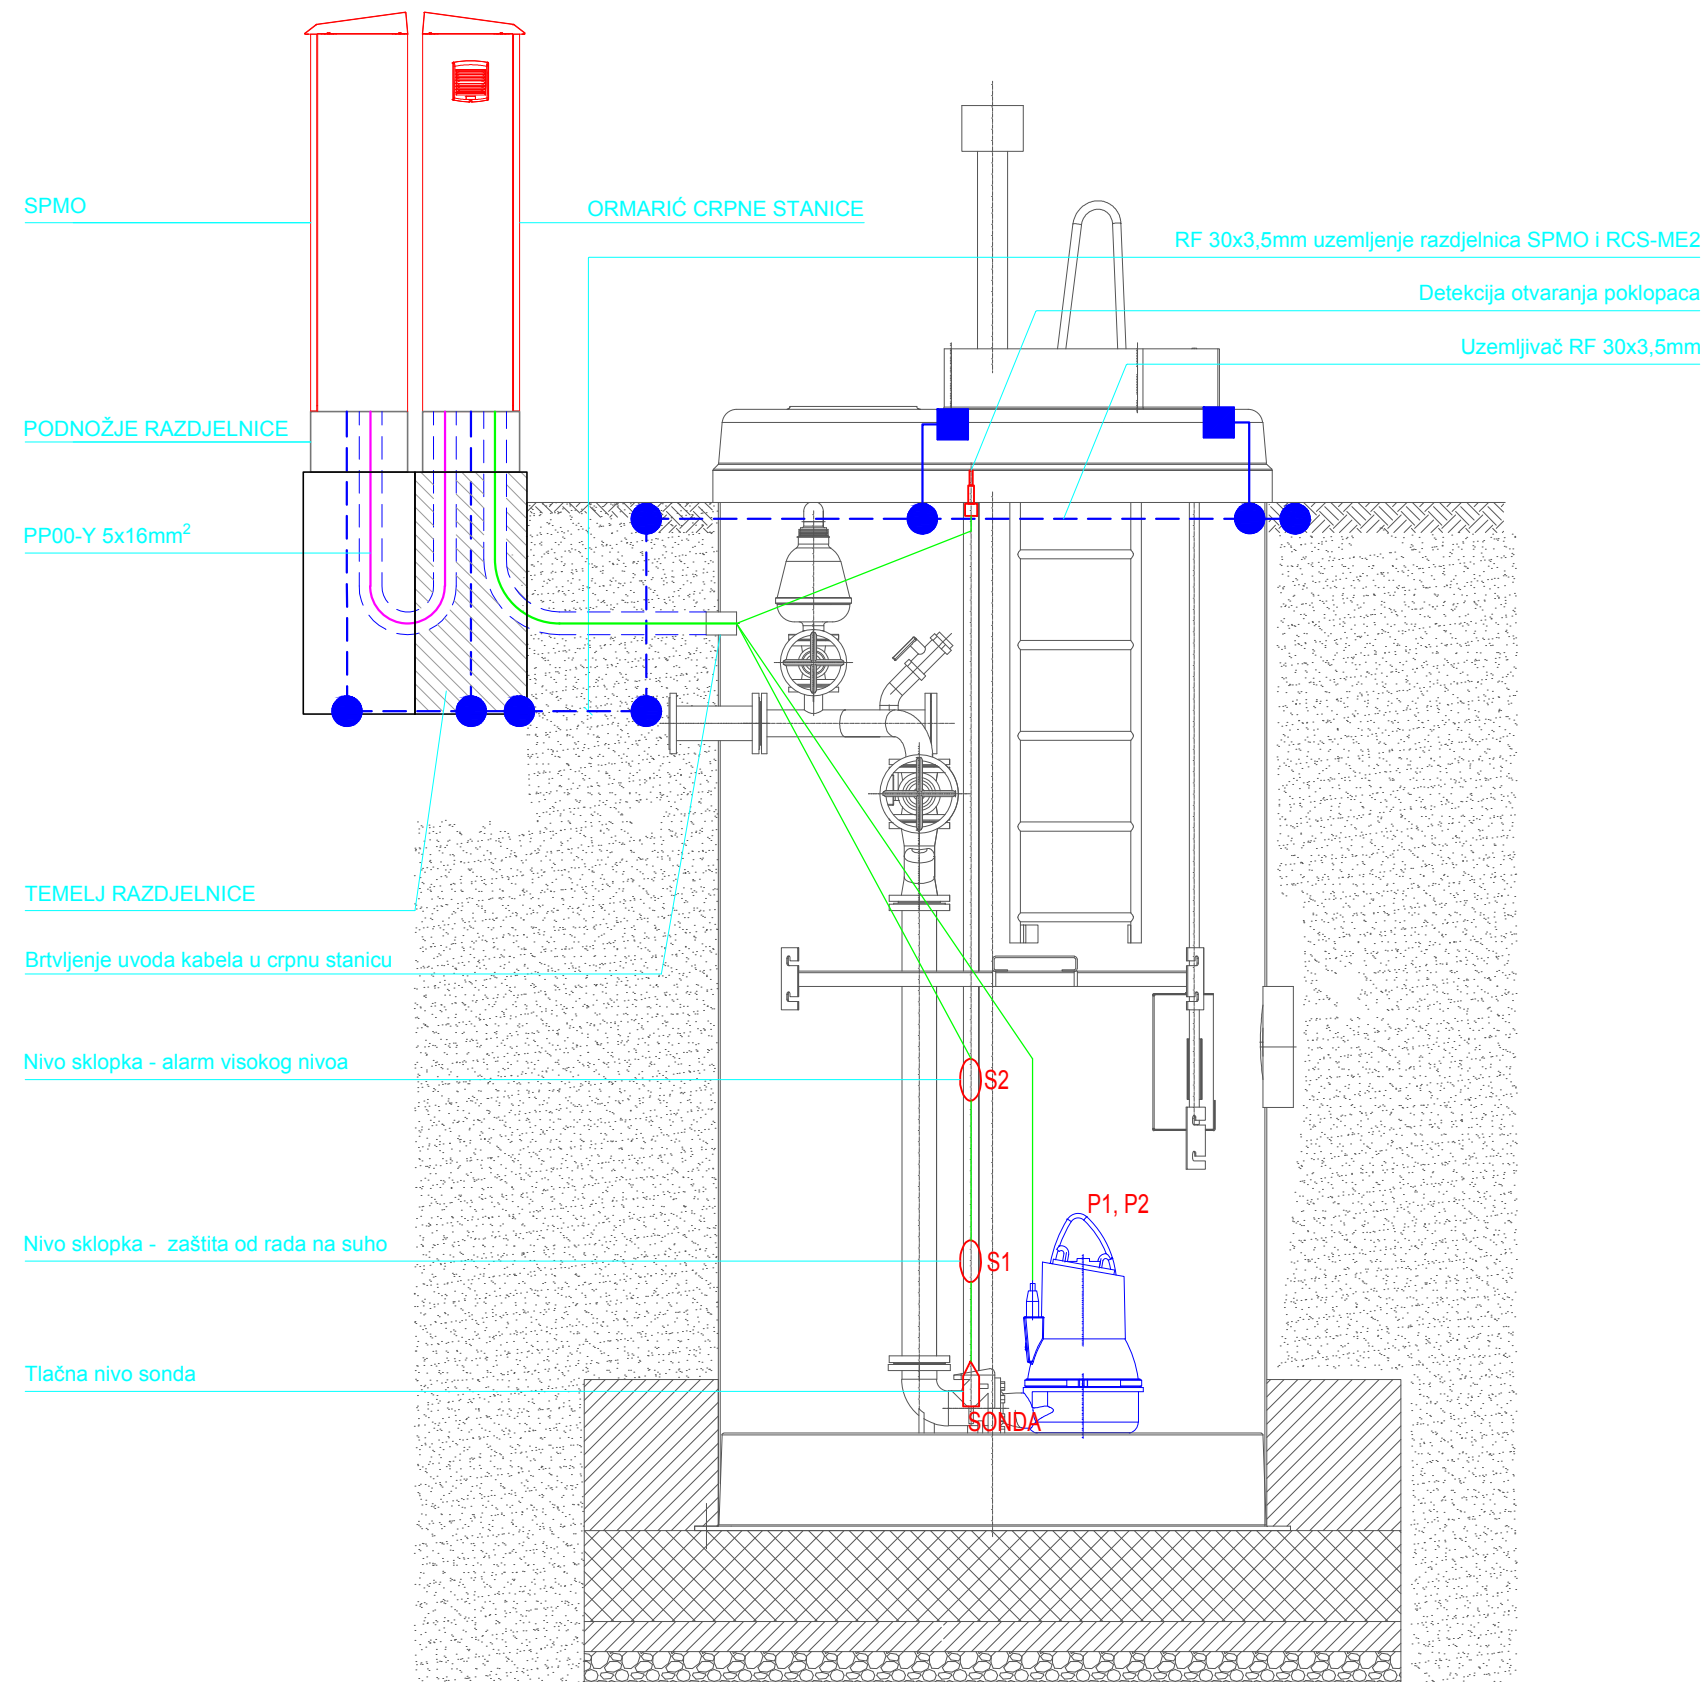 SPMO
ORMARIĆ CRPNE STANICE
RF 30x3,5mm uzemljenje razdjelnica SPMO i RCS-ME2
Detekcija otvaranja poklopaca
Uzemljivač RF 30x3,5mm
PODNOŽJE RAZDJELNICE
PP00-Y 5x16mm²
TEMELJ RAZDJELNICE
Brtvljenje uvoda kabela u crpnu stanicu
Nivo sklopka - alarm visokog nivoa
S2
P1, P2
Nivo sklopka - zaštita od rada na suho
S1
Tlačna nivo sonda
SONDA